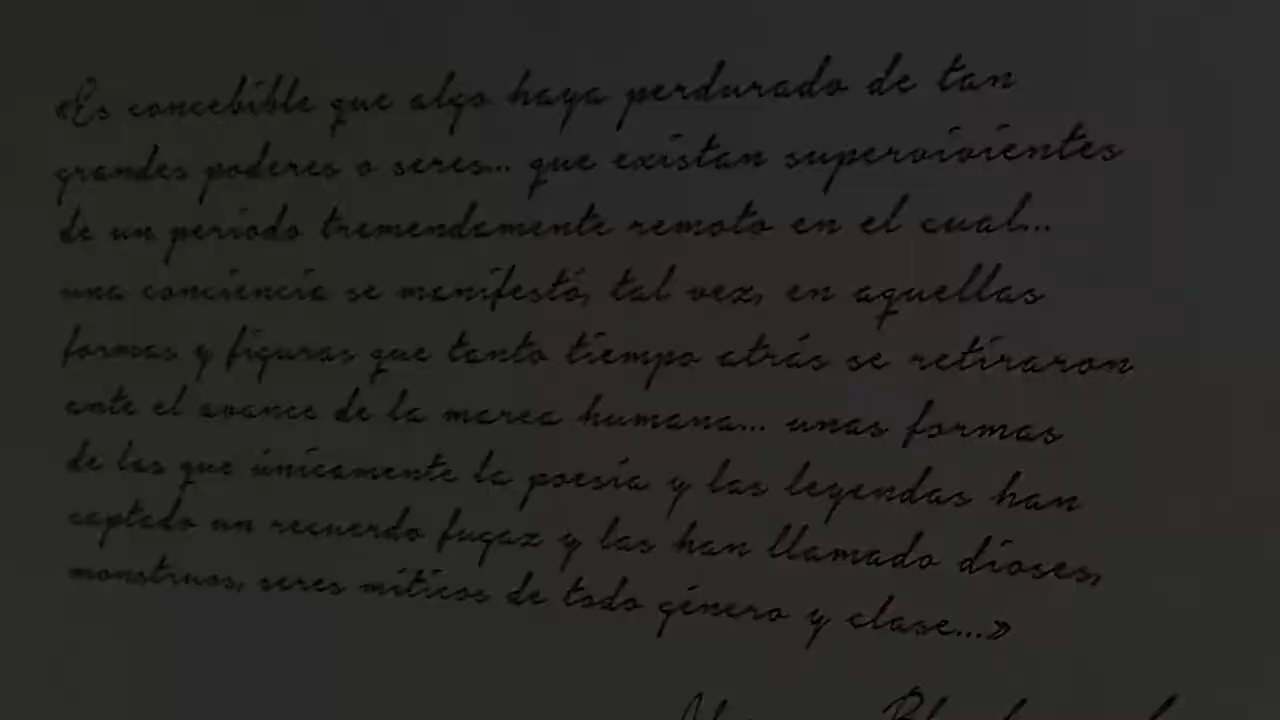 «Es concebible que algo haya perdurado de tan
grandes poderes o seres... que existan supervivientes
de un período tremendamente remoto en el cual...
una conciencia se manifestó, tal vez, en aquellas
formas y figuras que tanto tiempo atrás se retiraron
ante el avance de la marea humana... unas formas
de las que únicamente la poesía y las leyendas han
captado un recuerdo fugaz y las han llamado dioses,
monstruos, seres míticos de todo género y clase...»